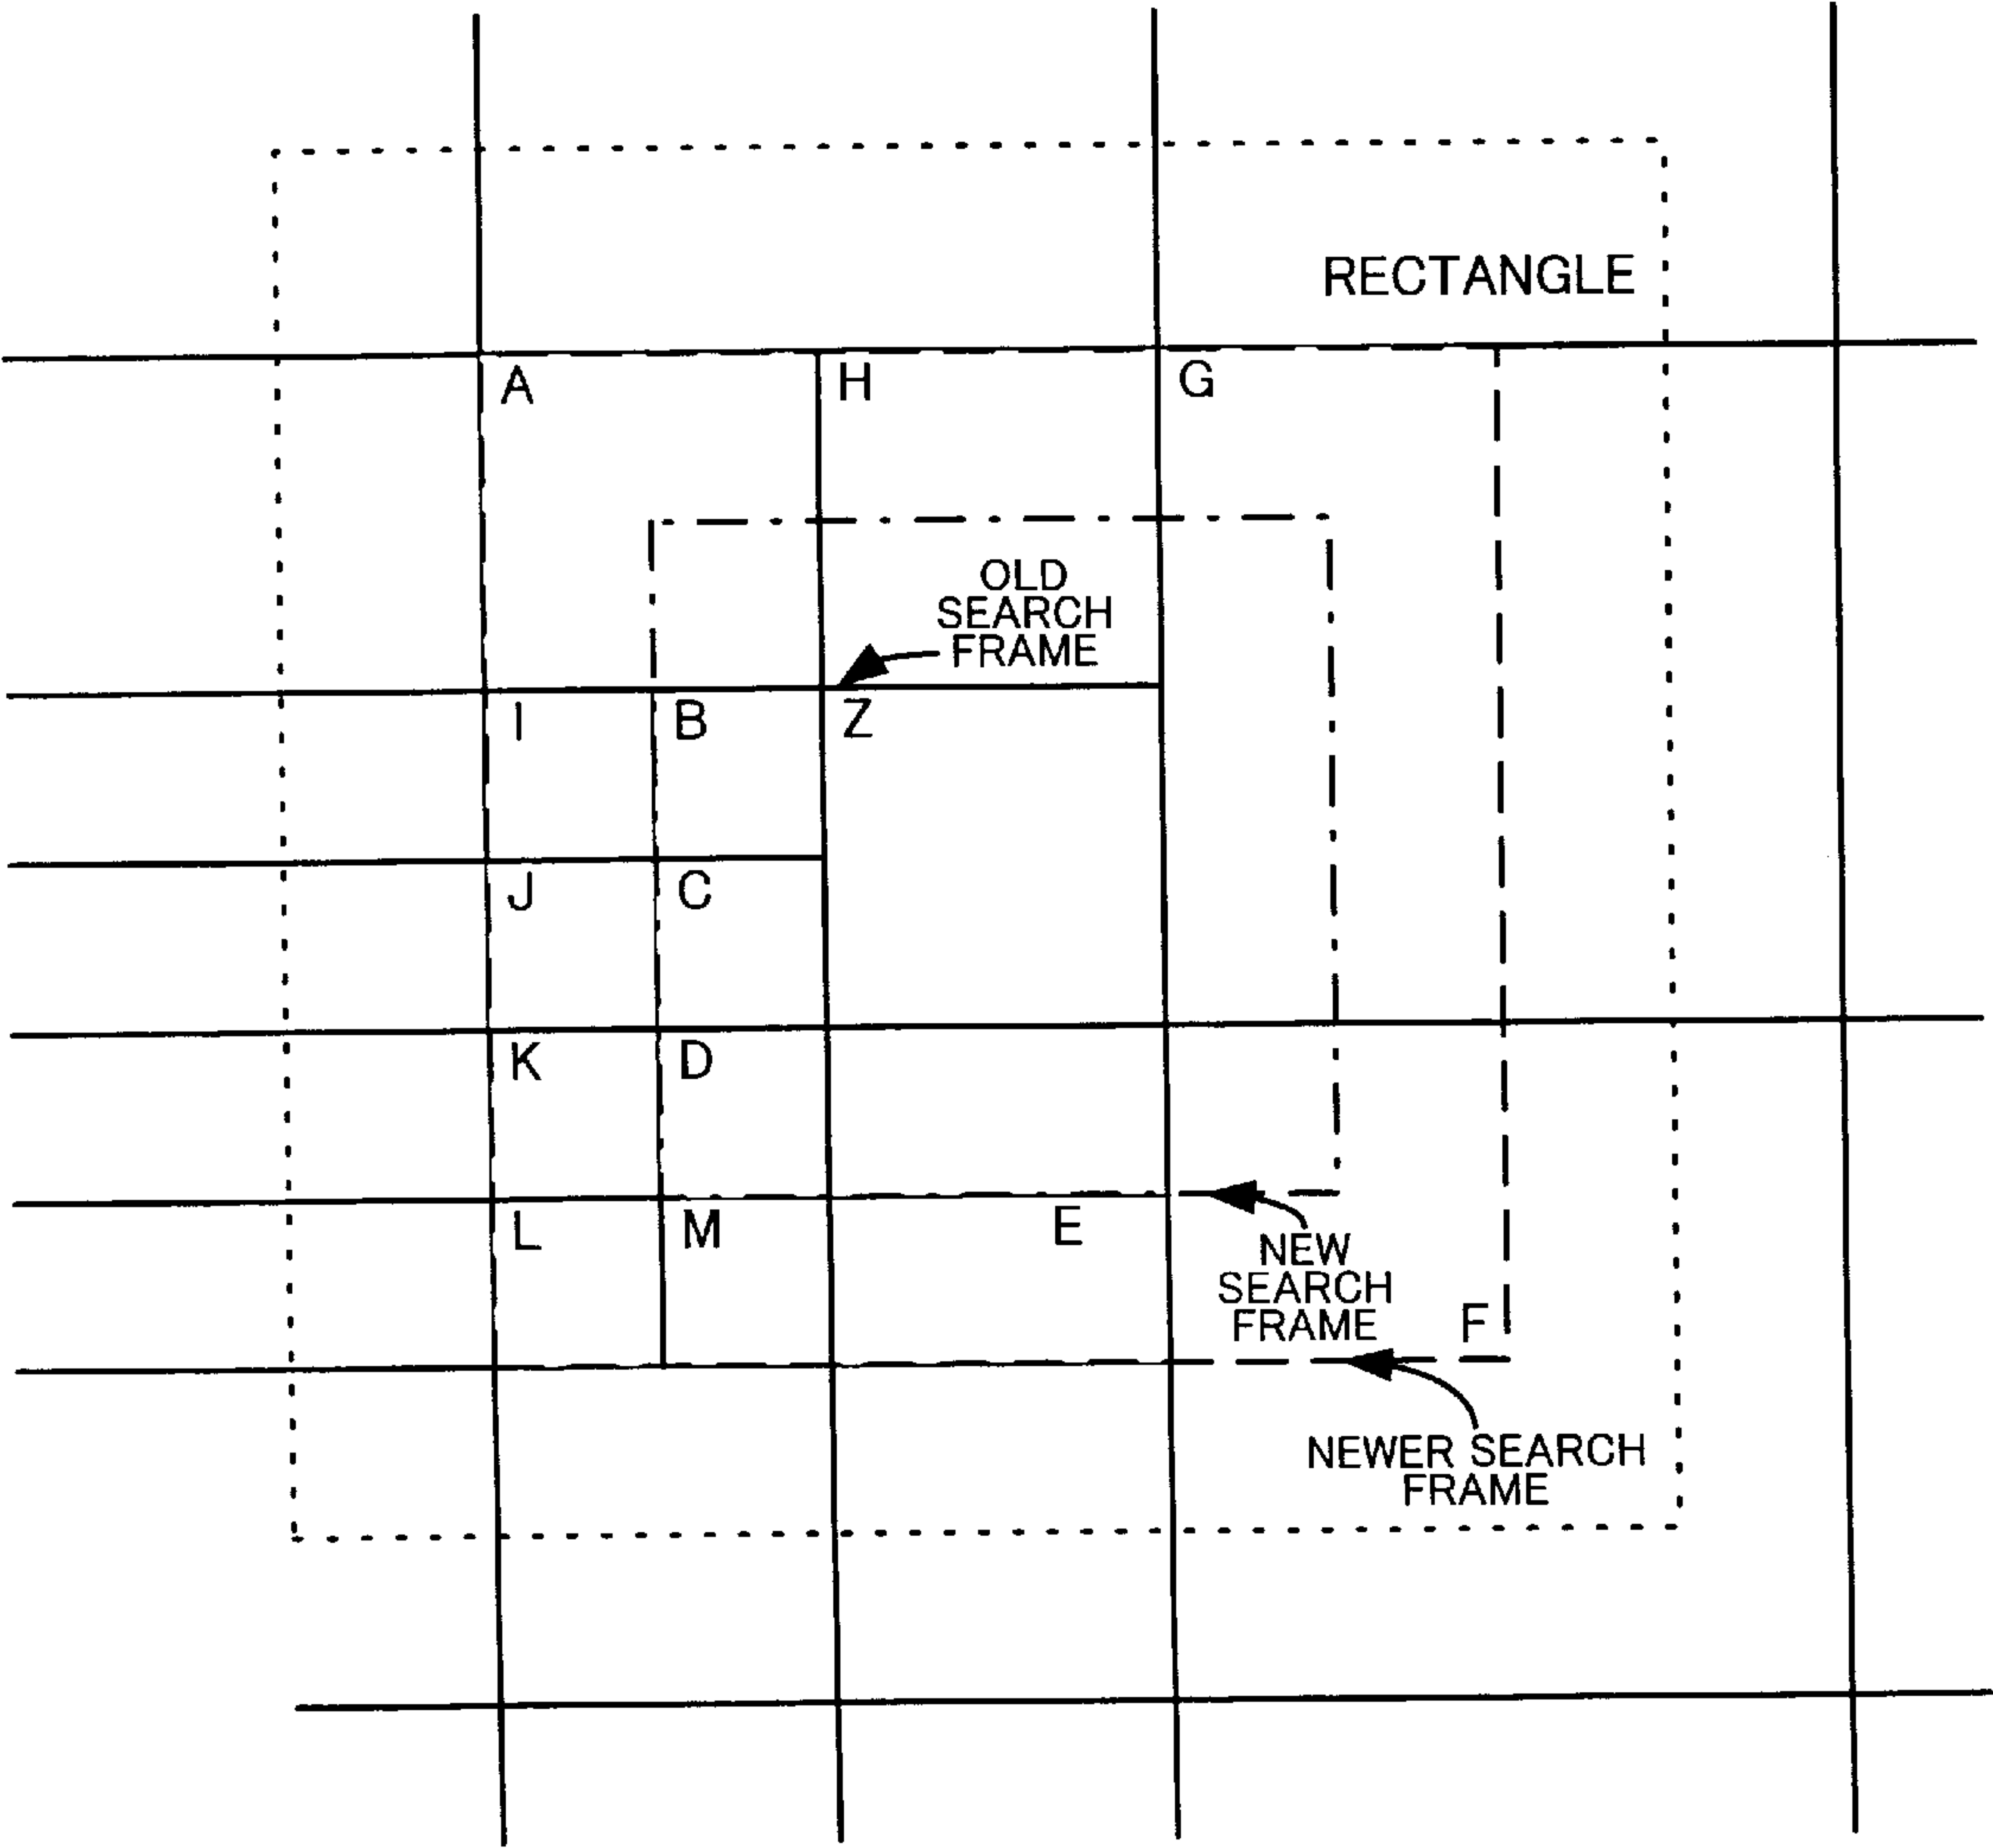 RECTANGLE
A H G
OLD
SEARCH
FRAME
I B Z
J C
K D
L M E
NEW
SEARCH
FRAME
F
NEWER SEARCH
FRAME